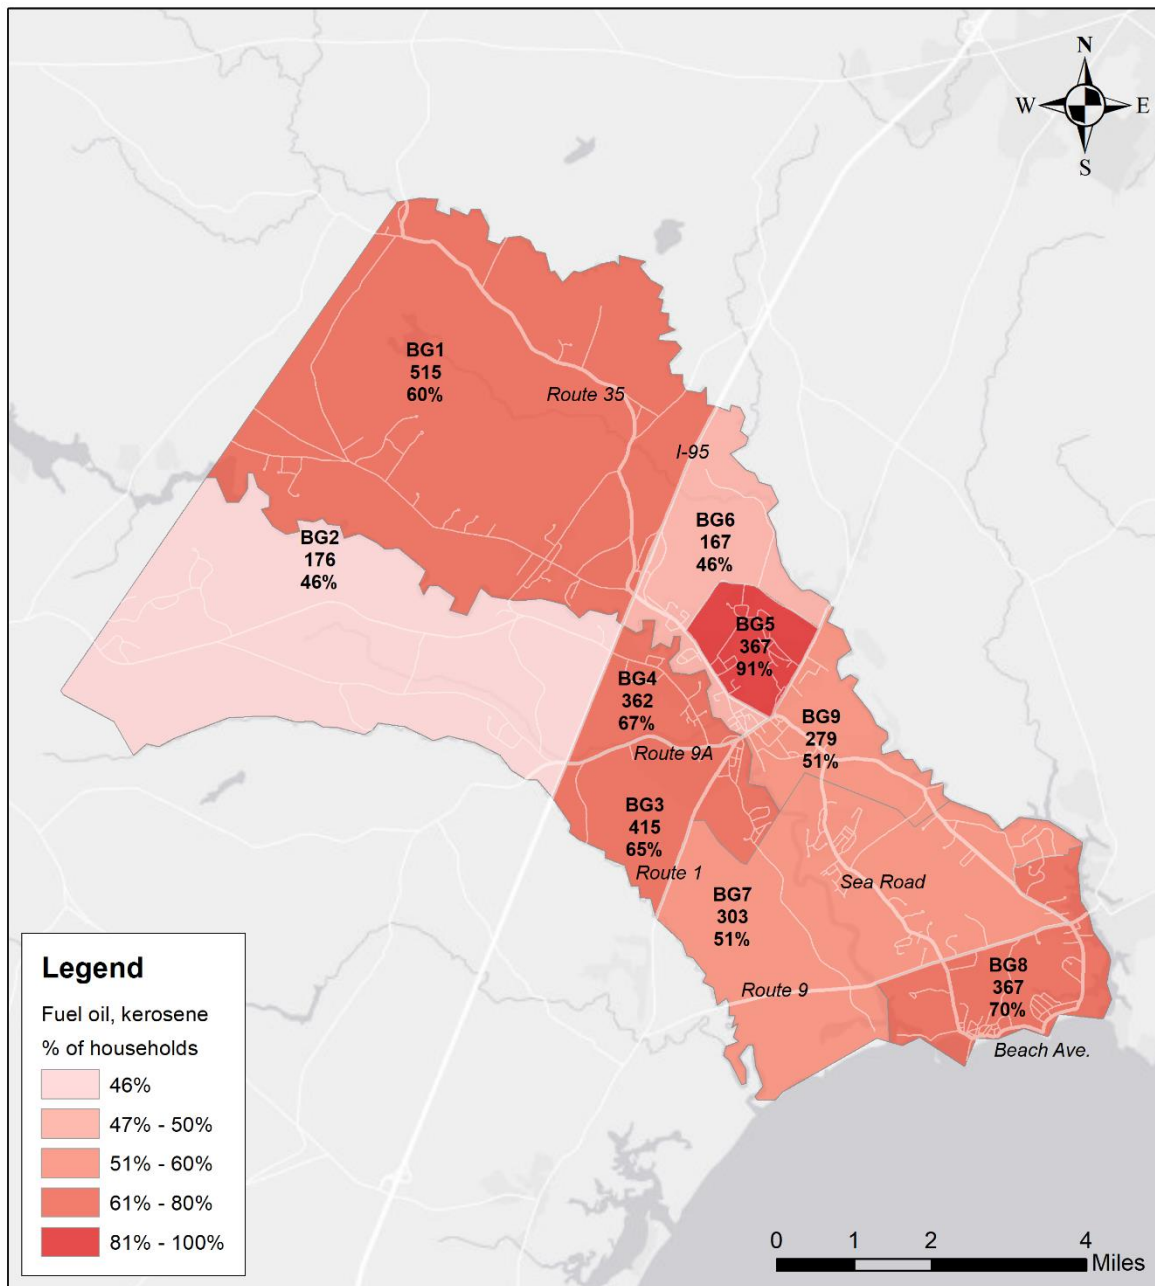 N
W
E
S
BG1
515
60%
Route 35
I-95
BG2
176
46%
BG6
167
46%
BG5
367
91%
BG4
362
67%
BG9
279
51%
Route 9A
BG3
415
65%
Route 1
Sea Road
BG7
303
51%
BG8
367
70%
Route 9
Beach Ave.
Legend
Fuel oil, kerosene
% of households
46%
47% - 50%
51% - 60%
61% - 80%
81% - 100%
0 1 2 4
Miles